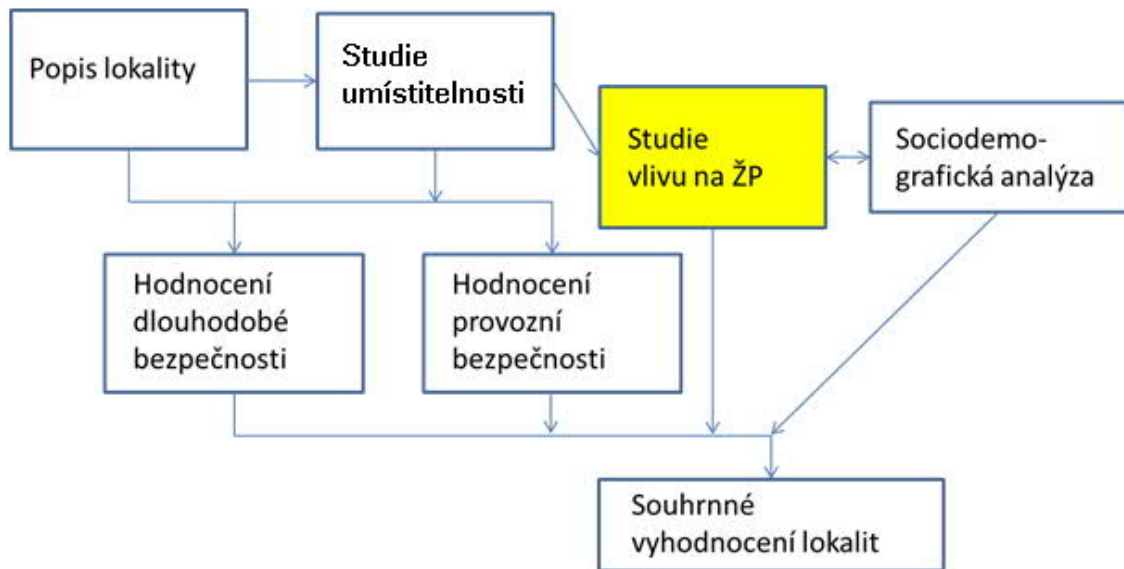 Popis lokality
Studie
umístitelnosti
Studie
vlivu na ŽP
Sociodemo-
grafická analýza
Hodnocení
dlouhodobé
bezpečnosti
Hodnocení
provozní
bezpečnosti
Souhrnné
vyhodnocení lokalit